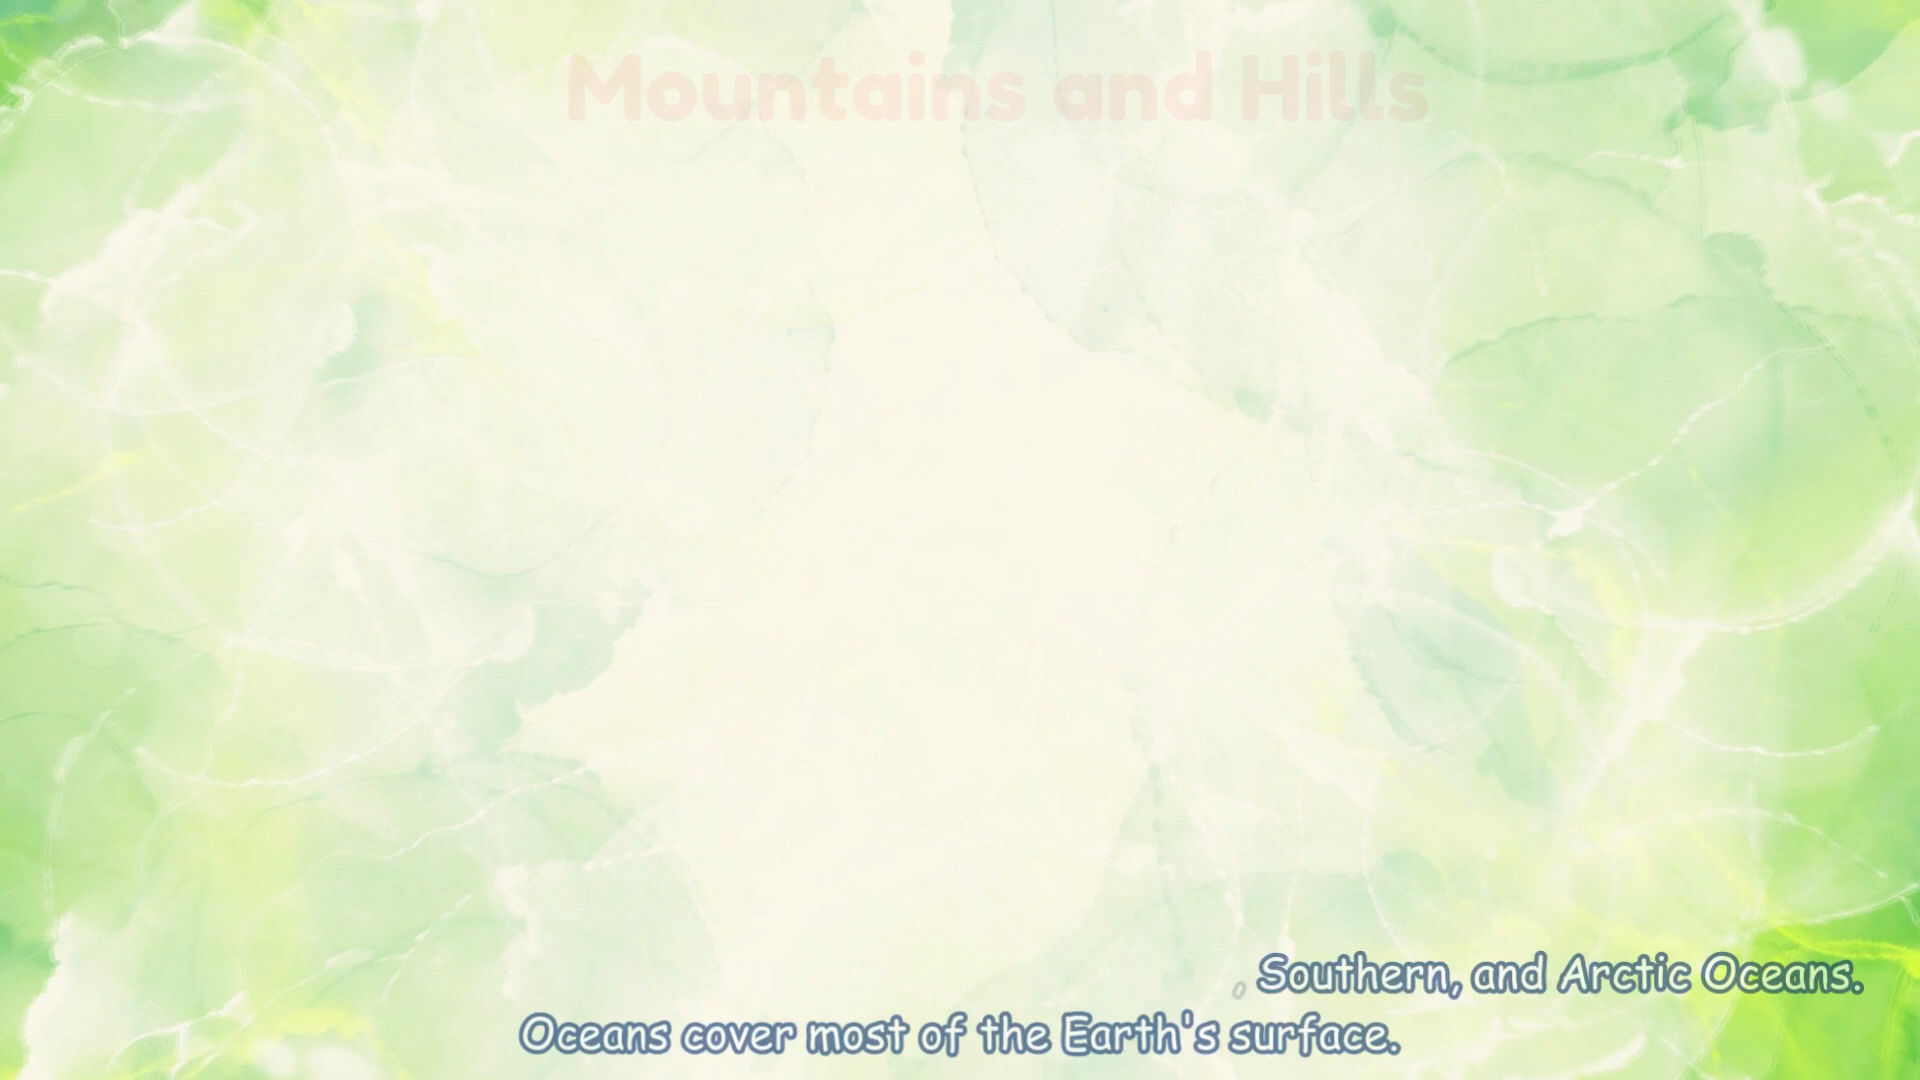 Mountains and Hills
Southern, and Arctic Oceans.
Oceans cover most of the Earth's surface.